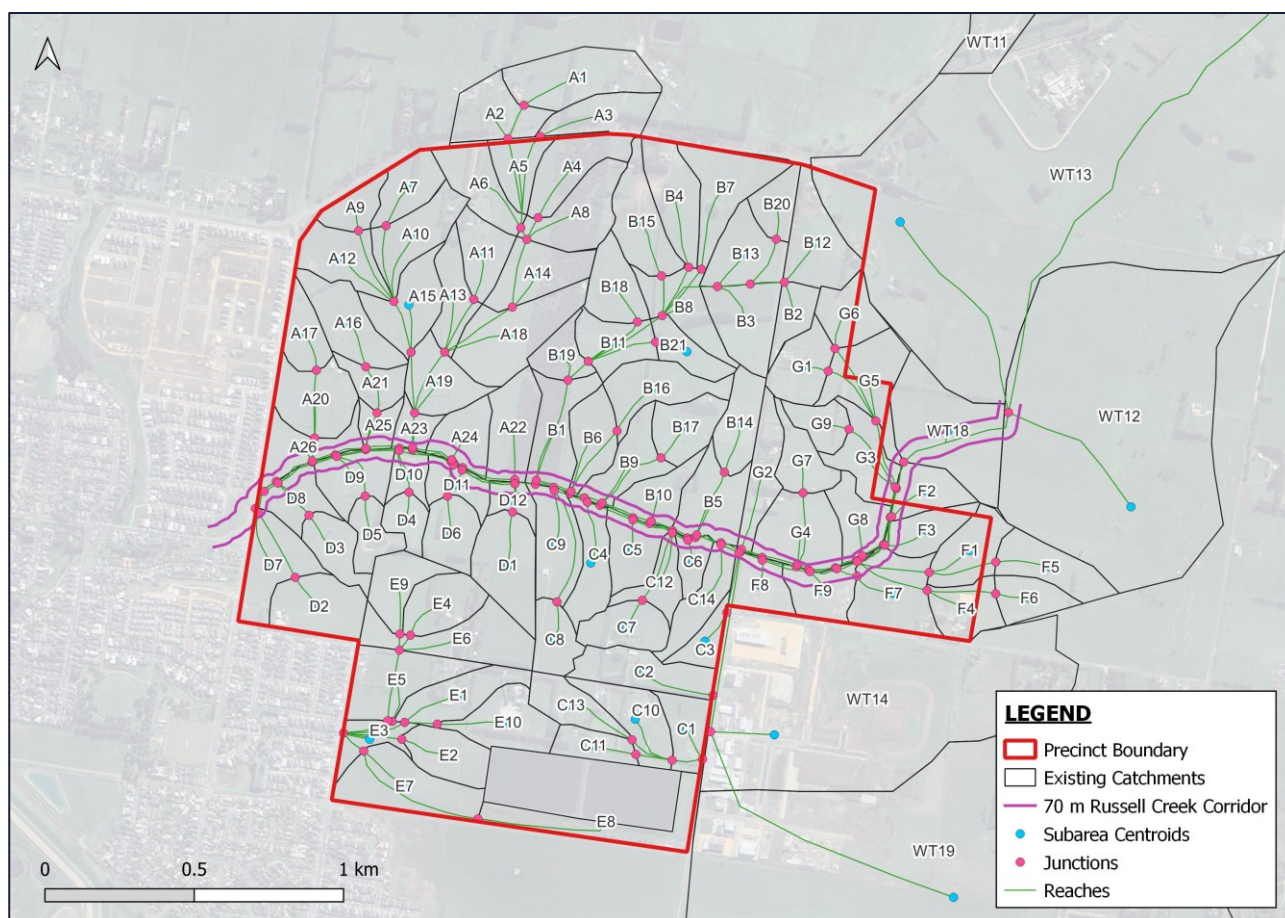 WT11
A1
A2
A3
WT13
A5
A4
A6
A7
B7
B4
A9
A8
B20
A10
B15
B12
B13
A12
A11
A14
A15
A13
B18
B8
B3
B2
G6
A18
A17
A16
B11
B21
B19
G1
A19
G5
B16
A21
A20
WT12
A22
B1
B6
B17
G9
WT18
A25
A23
B14
A26
A24
B9
G3
D9
D10
D11
G7
G2
F2
D8
D12
B10
B5
D3
D5
D4
D6
G4
G8
F3
C9
C4
C5
C6
F1
D7
D1
C12
F8
F9
F7
F5
D2
C14
F4
F6
E9
E4
C8
C7
E6
C3
C2
E5
E1
WT14
C13
C10
E3
E10
C1
E2
C11
E7
E8
WT19
LEGEND
Precinct Boundary
Existing Catchments
70 m Russell Creek Corridor
Subarea Centroids
Junctions
Reaches
0
0.5
1 km